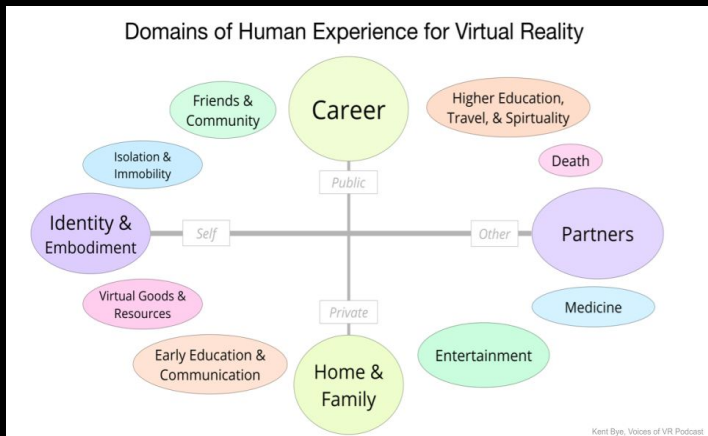 Domains of Human Experience for Virtual Reality
Career
Friends &
Community
Higher Education,
Travel, & Spirtuality
Isolation &
Immobility
Death
Public
Identity &
Embodiment
Self
Other
Partners
Virtual Goods &
Resources
Medicine
Private
Early Education &
Communication
Entertainment
Home &
Family
Kent Bye, Voices of VR Podcast